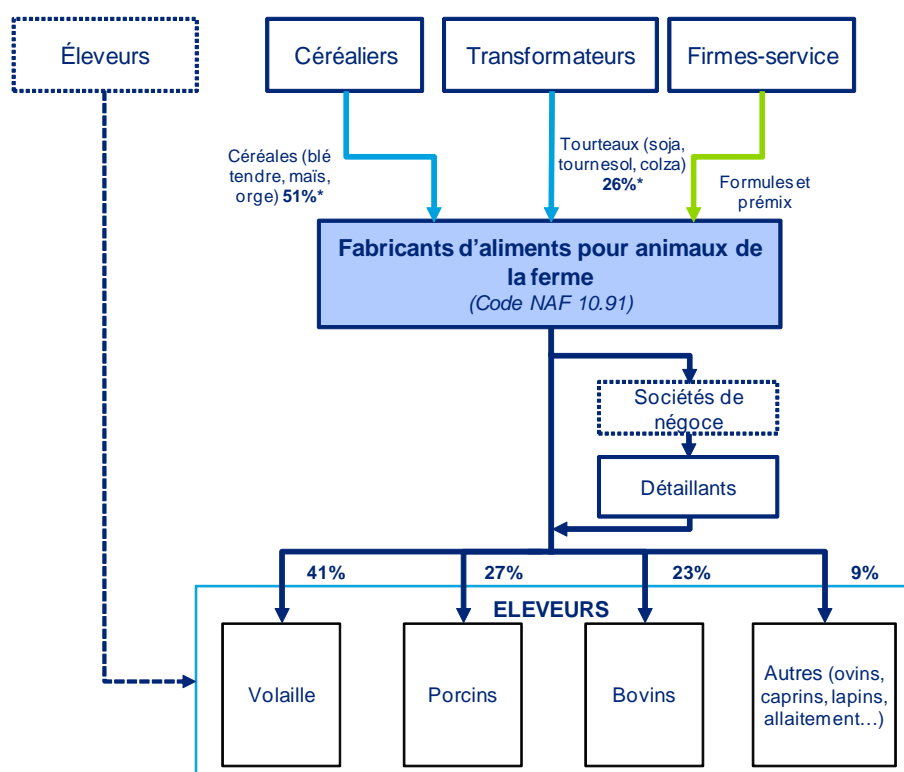 Éleveurs
Céréaliers
Transformateurs
Firmes-service
Céréales (blé
tendre, maïs,
orge) 51%*
Tourteaux (soja,
tournesol, colza)
26%*
Formules et
prémix
Fabricants d’aliments pour animaux de
la ferme
(Code NAF 10.91)
Sociétés de
négoce
Détaillants
41%
27%
23%
9%
ELEVEURS
Volaille
Porcins
Bovins
Autres (ovins,
caprins, lapins,
allaitement…)